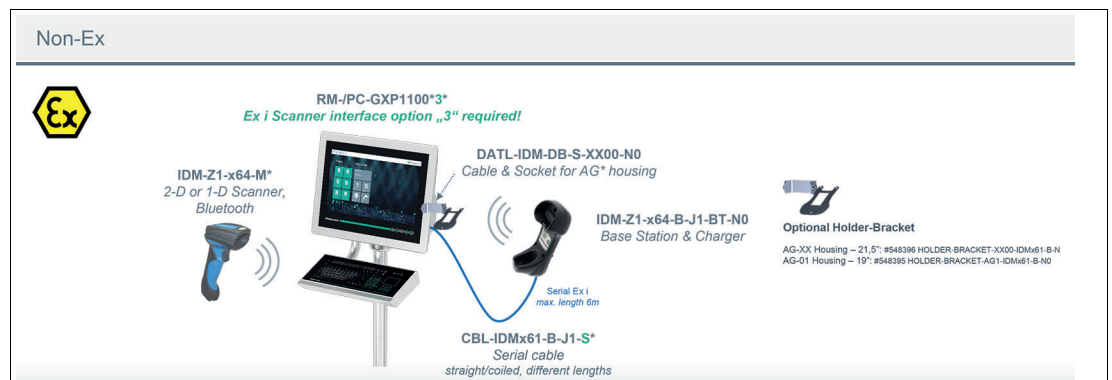 Non-Ex
Ex
RM-/PC-GXP1100*3*
Ex i Scanner interface option „3“ required!
DATL-IDM-DB-S-XX00-N0
Cable & Socket for AG* housing
IDM-Z1-x64-M*
2-D or 1-D Scanner,
Bluetooth
IDM-Z1-x64-B-J1-BT-N0
Base Station & Charger
Optional Holder-Bracket
AG-XX Housing – 21,5": #548396 HOLDER-BRACKET-XX00-IDMx61-B-N
AG-01 Housing – 19": #548395 HOLDER-BRACKET-AG1-IDMx61-B-N0
Serial Ex i
max. length 6m
CBL-IDMx61-B-J1-S*
Serial cable
straight/coiled, different lengths